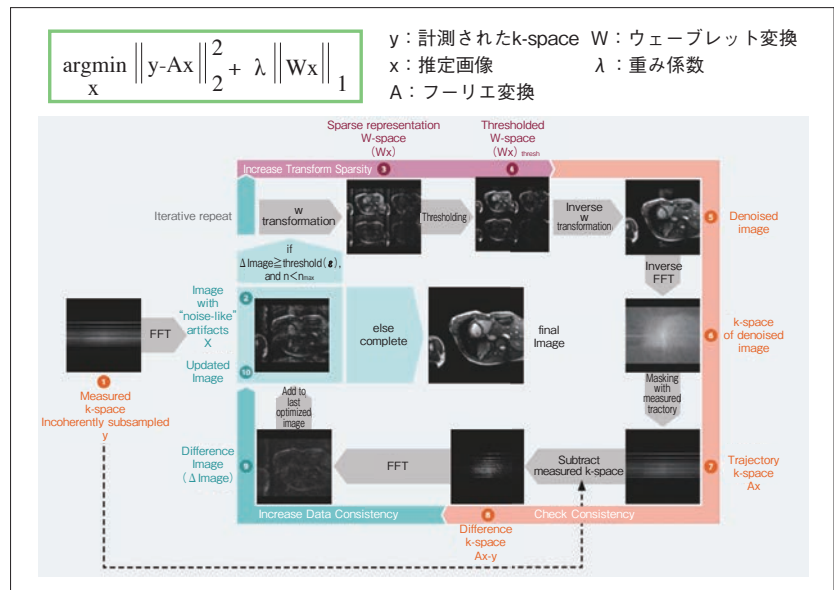 argmin x ||y-Ax||²₂ + λ||Wx||₁
y：計測されたk-space W：ウェーブレット変換
x：推定画像 λ：重み係数
A：フーリエ変換
Sparse representation
W-space
(Wx)
Thresholded
W-space
(Wx) thresh
Increase Transform Sparsity
3
4
Iterative repeat
w
transformation
Thresholding
Inverse
w
transformation
5
Denoised
image
if
Δ Image≧threshold(ε),
and n<nmax
Inverse
FFT
Image
with
"noise-like"
artifacts
X
2
FFT
else
complete
final
Image
6
k-space
of denoised
image
Updated
Image
10
1
Measured
k-space
Incoherently subsampled
y
Add to
last
optimized
image
Masking
with
measured
tractory
Difference
Image
(Δ Image)
9
FFT
Subtract
measured k-space
7
Trajectory
k-space
Ax
Increase Data Consistency
8
Check Consistency
Difference
k-space
Ax-y